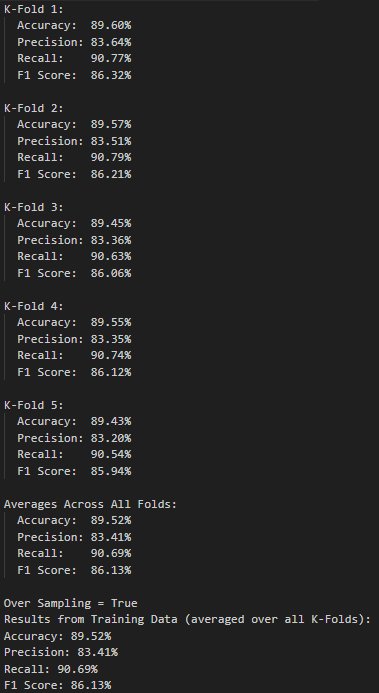 K-Fold 1:
Accuracy: 89.60%
Precision: 83.64%
Recall: 90.77%
F1 Score: 86.32%
K-Fold 2:
Accuracy: 89.57%
Precision: 83.51%
Recall: 90.79%
F1 Score: 86.21%
K-Fold 3:
Accuracy: 89.45%
Precision: 83.36%
Recall: 90.63%
F1 Score: 86.06%
K-Fold 4:
Accuracy: 89.55%
Precision: 83.35%
Recall: 90.74%
F1 Score: 86.12%
K-Fold 5:
Accuracy: 89.43%
Precision: 83.20%
Recall: 90.54%
F1 Score: 85.94%
Averages Across All Folds:
Accuracy: 89.52%
Precision: 83.41%
Recall: 90.69%
F1 Score: 86.13%
Over Sampling = True
Results from Training Data (averaged over all K-Folds):
Accuracy: 89.52%
Precision: 83.41%
Recall: 90.69%
F1 Score: 86.13%